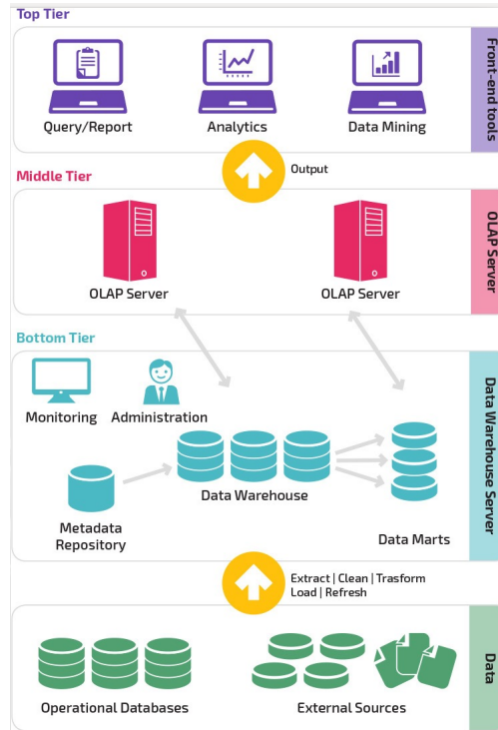 Top Tier
Front-end tools
Query/Report
Analytics
Data Mining
Output
Middle Tier
OLAP Server
OLAP Server
OLAP Server
Bottom Tier
Data Warehouse Server
Monitoring
Administration
Data Warehouse
Metadata
Repository
Data Marts
Extract | Clean | Trasform
Load | Refresh
Data
Operational Databases
External Sources